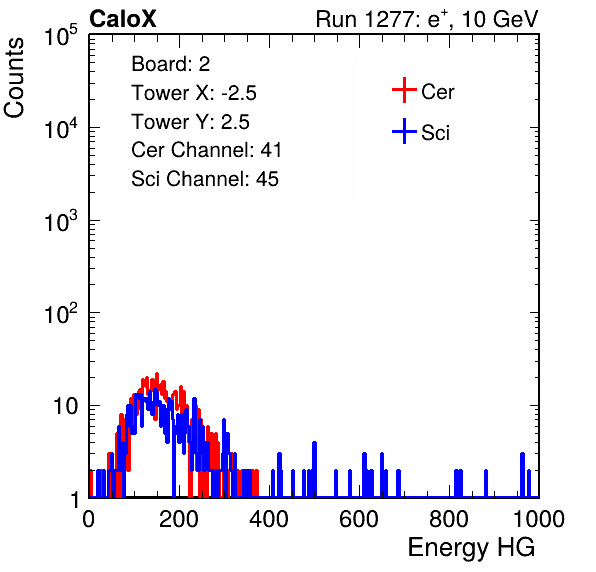 CaloX Run 1277: e⁺, 10 GeV
Counts
Board: 2
Tower X: -2.5
Tower Y: 2.5
Cer Channel: 41
Sci Channel: 45
Cer
Sci
10⁵
10⁴
10³
10²
10
1
0 200 400 600 800 1000
Energy HG